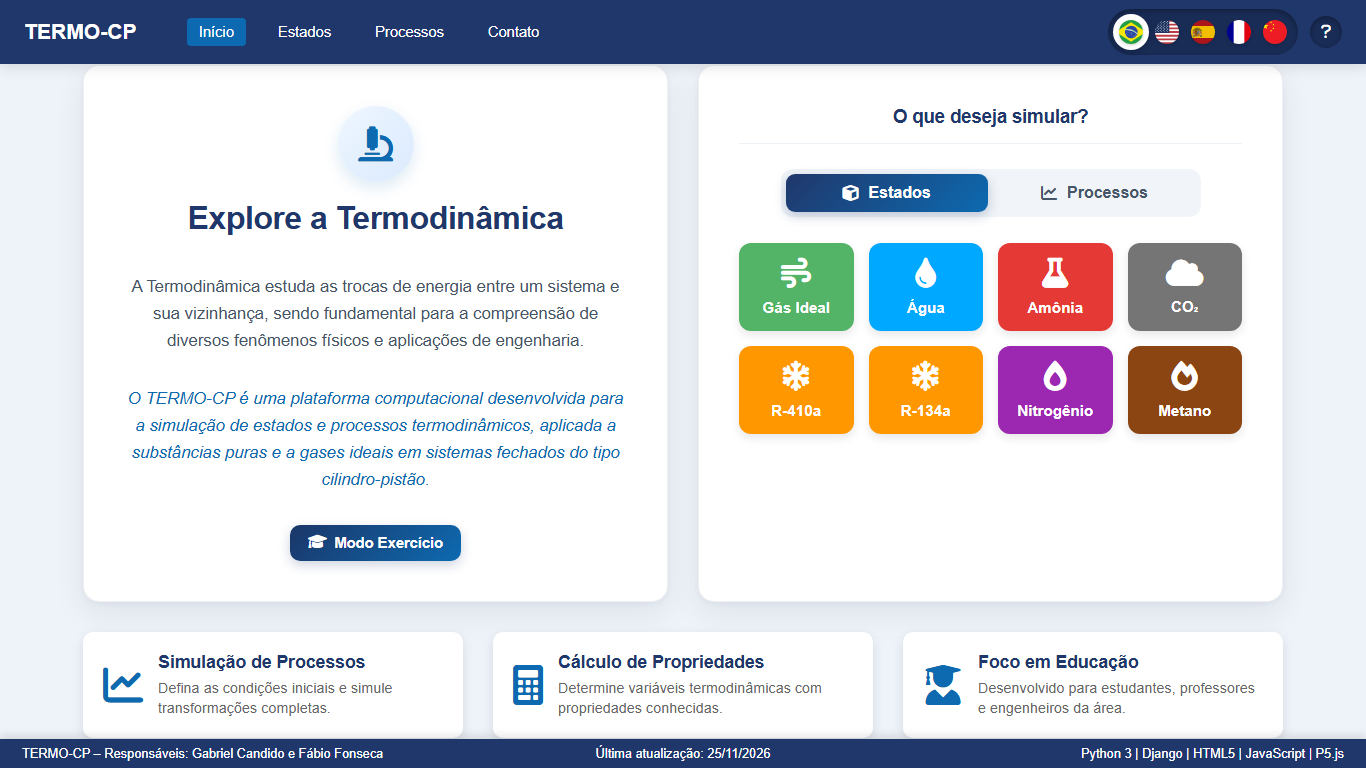 TERMO-CP
Início
Estados
Processos
Contato
?
Explore a Termodinâmica
A Termodinâmica estuda as trocas de energia entre um sistema e
sua vizinhança, sendo fundamental para a compreensão de
diversos fenômenos físicos e aplicações de engenharia.
O TERMO-CP é uma plataforma computacional desenvolvida para
a simulação de estados e processos termodinâmicos, aplicada a
substâncias puras e a gases ideais em sistemas fechados do tipo
cilindro-pistão.
Modo Exercício
O que deseja simular?
Estados
Processos
Gás Ideal
Água
Amônia
CO₂
R-410a
R-134a
Nitrogênio
Metano
Simulação de Processos
Defina as condições iniciais e simule
transformações completas.
Cálculo de Propriedades
Determine variáveis termodinâmicas com
propriedades conhecidas.
Foco em Educação
Desenvolvido para estudantes, professores
e engenheiros da área.
TERMO-CP – Responsáveis: Gabriel Candido e Fábio Fonseca
Última atualização: 25/11/2026
Python 3 | Django | HTML5 | JavaScript | P5.js